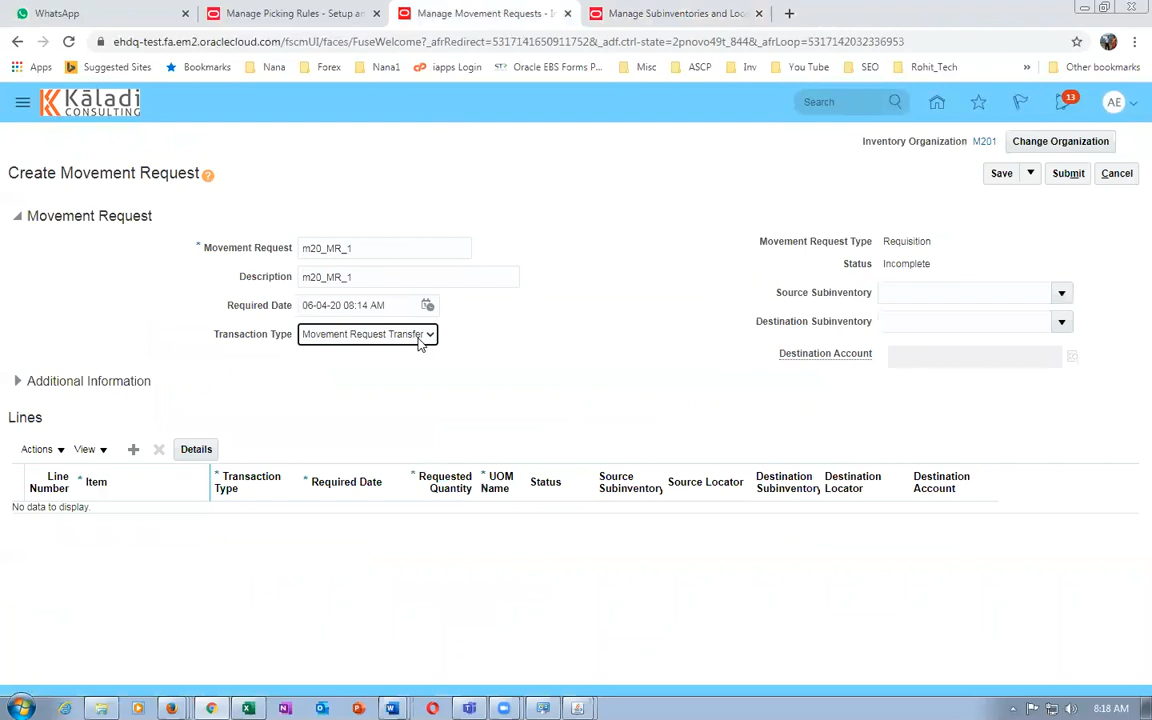 WhatsApp
Manage Picking Rules - Setup an
Manage Movement Requests - I
Manage Subinventories and Loc
ehdq-test.fa.em2.oraclecloud.com/fscmUI/faces/FuseWelcome?_afrRedirect=5317141650911752&_adf.ctrl-state=2pnovo49t_844&_afrLoop=5317142032336953
Apps Suggested Sites Bookmarks Nana Forex Nana1 iapps Login Oracle EBS Forms P... Misc ASCP Inv You Tube SEO Rohit_Tech » Other bookmarks
Kāladi
CONSULTING
Search
13
AE
Inventory Organization M201 Change Organization
Create Movement Request
Save Submit Cancel
Movement Request
* Movement Request m20_MR_1
Description m20_MR_1
Required Date 06-04-20 08:14 AM
Transaction Type Movement Request Transfer
Movement Request Type Requisition
Status Incomplete
Source Subinventory
Destination Subinventory
Destination Account
Additional Information
Lines
Actions View Details
Line Number
* Item
* Transaction Type
* Required Date
* Requested Quantity
* UOM Name
Status
Source Subinventory
Source Locator
Destination Subinventory
Destination Locator
Destination Account
No data to display.
8:18 AM